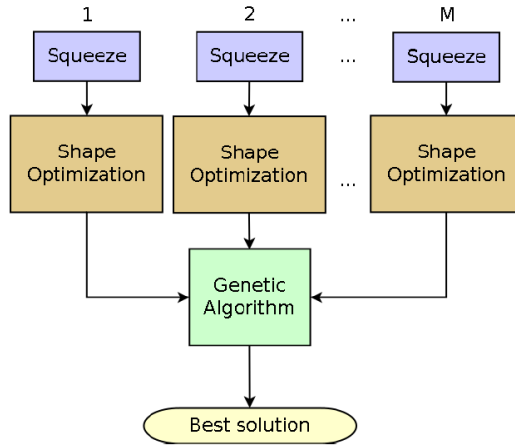 1 2 ... M
Squeeze Squeeze ... Squeeze
Shape Shape Shape
Optimization Optimization ... Optimization
Genetic
Algorithm
Best solution